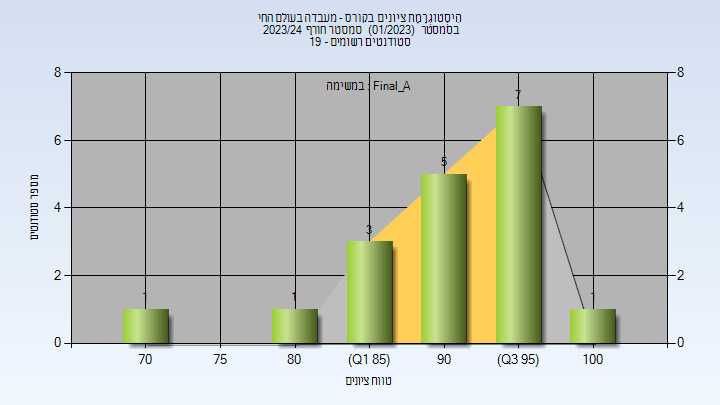 היסטוגרמת ציונים בקורס - מעבדה בעולם החי
בסמסטר (01/2023) סמסטר חורף 2023/24
סטודנטים רשומים - 19
במשימה : Final_A
מספר סטודנטים
8
6
4
2
0
8
6
4
2
0
1
1
3
5
7
1
70
75
80
(Q1 85)
90
(Q3 95)
100
טווח ציונים